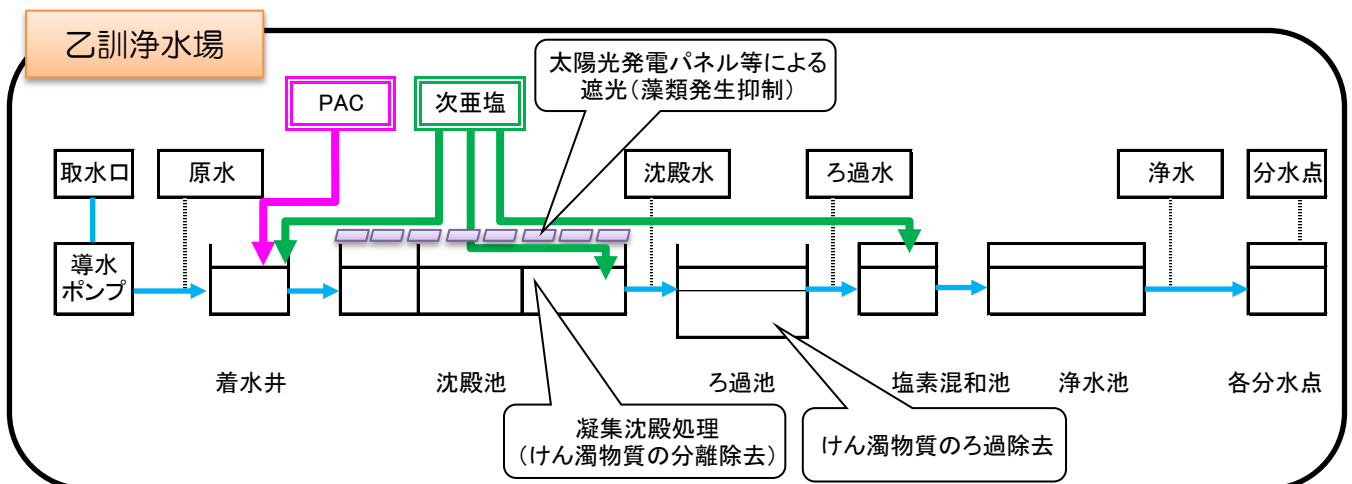 乙訓浄水場
太陽光発電パネル等による
遮光（藻類発生抑制）
PAC
次亜塩
取水口
原水
沈殿水
ろ過水
浄水
分水点
導水
ポンプ
着水井
沈殿池
ろ過池
塩素混和池
浄水池
各分水点
凝集沈殿処理
（けん濁物質の分離除去）
けん濁物質のろ過除去